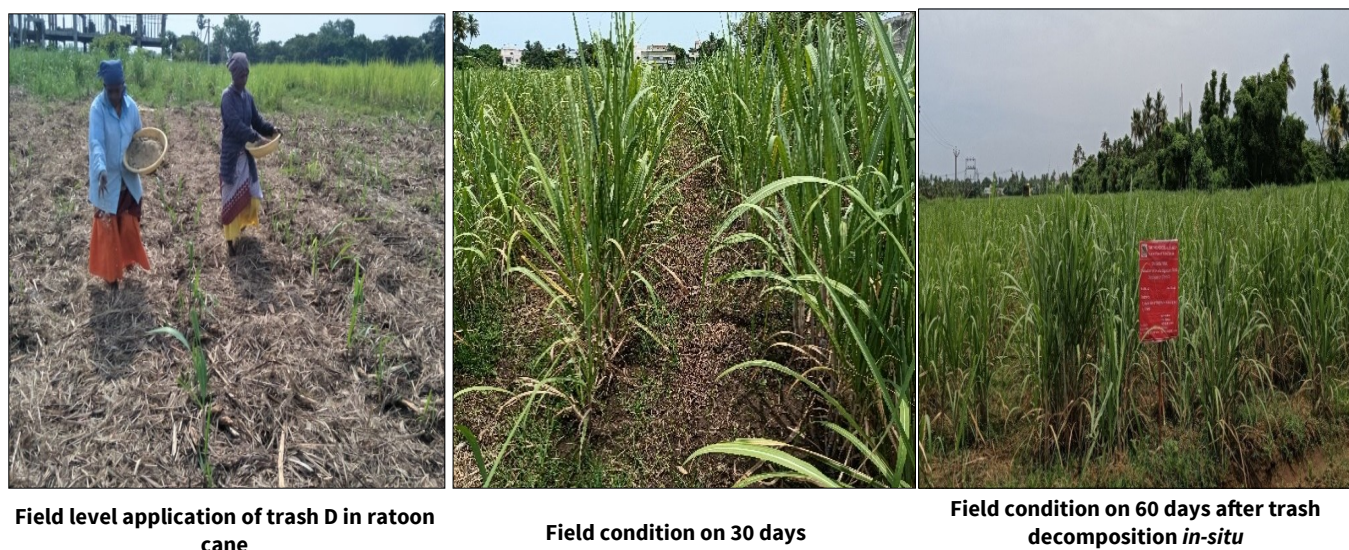 Field level application of trash D in ratoon
cane
Field condition on 30 days
Field condition on 60 days after trash
decomposition in-situ